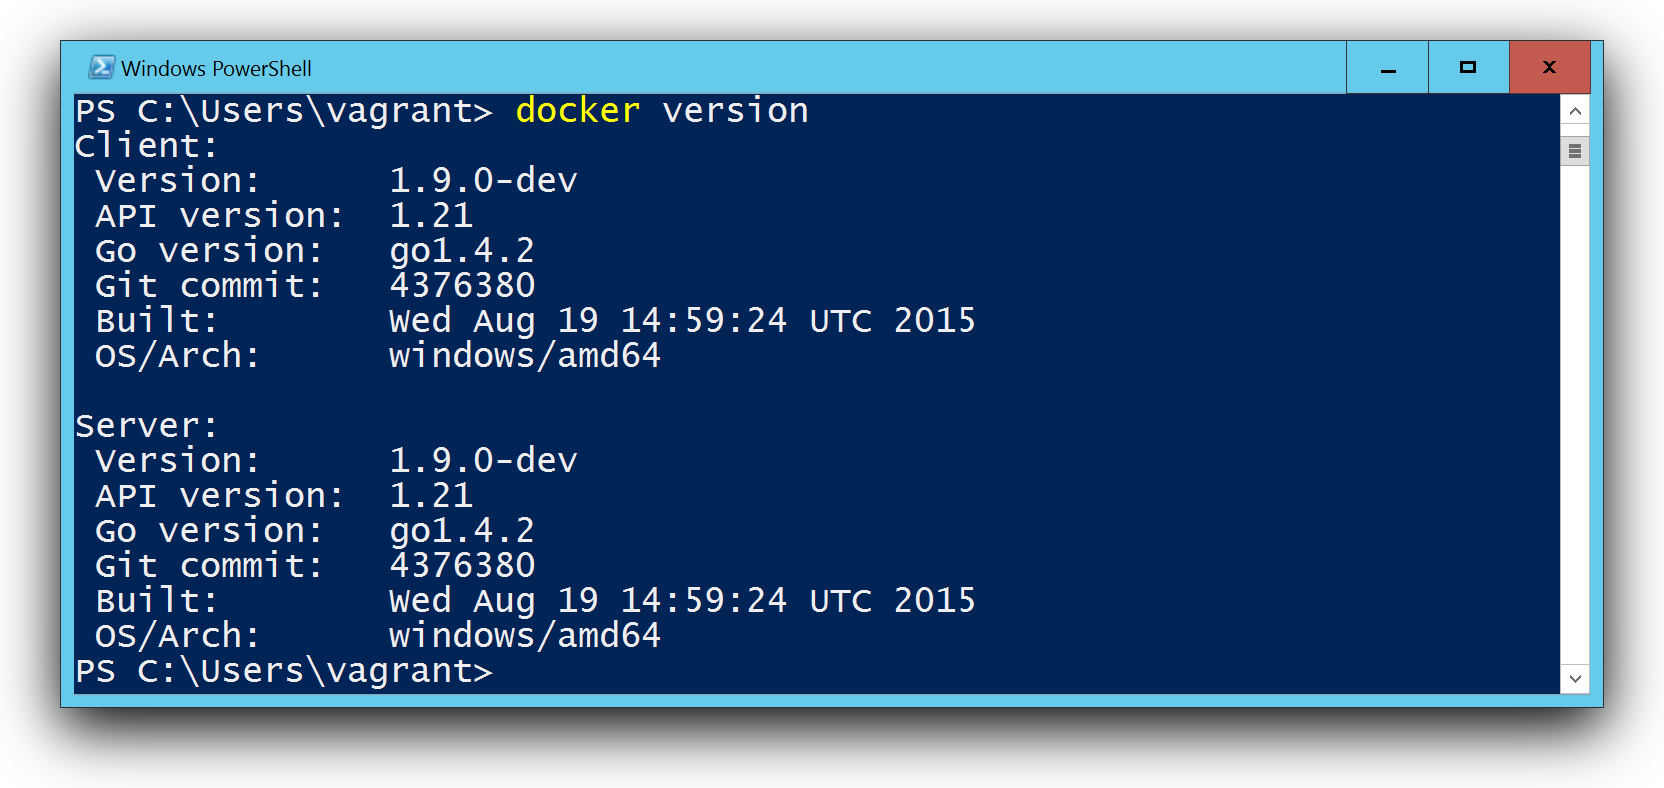 Windows PowerShell
PS C:\Users\vagrant> docker version
Client:
 Version:      1.9.0-dev
 API version:  1.21
 Go version:   go1.4.2
 Git commit:   4376380
 Built:        Wed Aug 19 14:59:24 UTC 2015
 OS/Arch:      windows/amd64

Server:
 Version:      1.9.0-dev
 API version:  1.21
 Go version:   go1.4.2
 Git commit:   4376380
 Built:        Wed Aug 19 14:59:24 UTC 2015
 OS/Arch:      windows/amd64
PS C:\Users\vagrant>